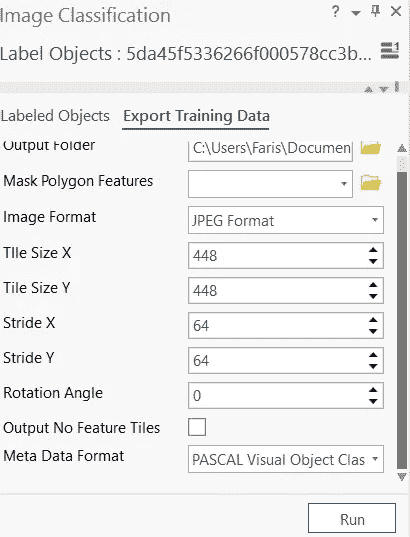 Image Classification
Label Objects : 5da45f5336266f000578cc3b...
Labeled Objects Export Training Data
Output Folder C:\Users\Faris\Documen
Mask Polygon Features
Image Format JPEG Format
TIle Size X 448
Tile Size Y 448
Stride X 64
Stride Y 64
Rotation Angle 0
Output No Feature Tiles
Meta Data Format PASCAL Visual Object Clas
Run